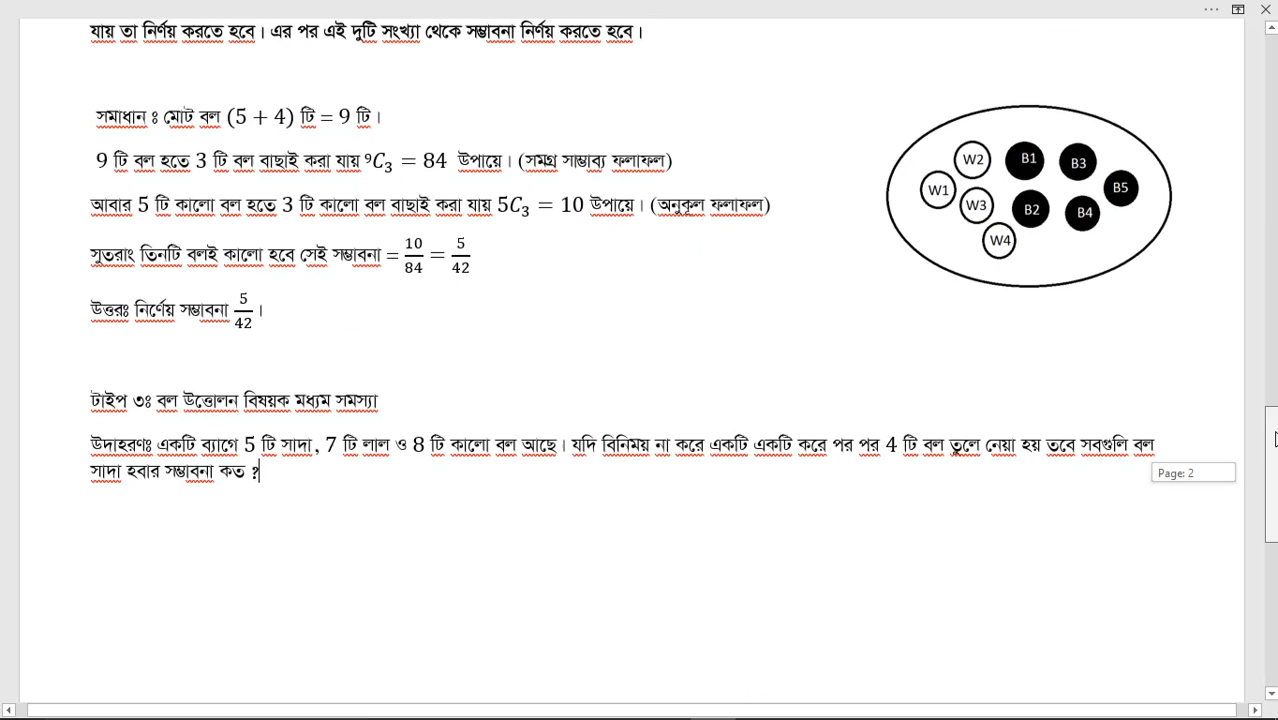 যায় তা নির্ণয় করতে হবে। এর পর এই দুটি সংখ্যা থেকে সম্ভাবনা নির্ণয় করতে হবে।
সমাধান ঃ মোট বল (5 + 4) টি = 9 টি।
9 টি বল হতে 3 টি বল বাছাই করা যায় ⁹C₃ = 84 উপায়ে। (সমগ্র সাম্ভাব্য ফলাফল)
আবার 5 টি কালো বল হতে 3 টি কালো বল বাছাই করা যায় 5C₃ = 10 উপায়ে। (অনুকূল ফলাফল)
সুতরাং তিনটি বলই কালো হবে সেই সম্ভাবনা = 10/84 = 5/42
উত্তরঃ নির্ণেয় সম্ভাবনা 5/42।
W2 B1 B3
W1 B5
W3 B2 B4
W4
টাইপ ৩ঃ বল উত্তোলন বিষয়ক মধ্যম সমস্যা
উদাহরণঃ একটি ব্যাগে 5 টি সাদা, 7 টি লাল ও 8 টি কালো বল আছে। যদি বিনিময় না করে একটি একটি করে পর পর 4 টি বল তুলে নেয়া হয় তবে সবগুলি বল
সাদা হবার সম্ভাবনা কত ?
Page: 2